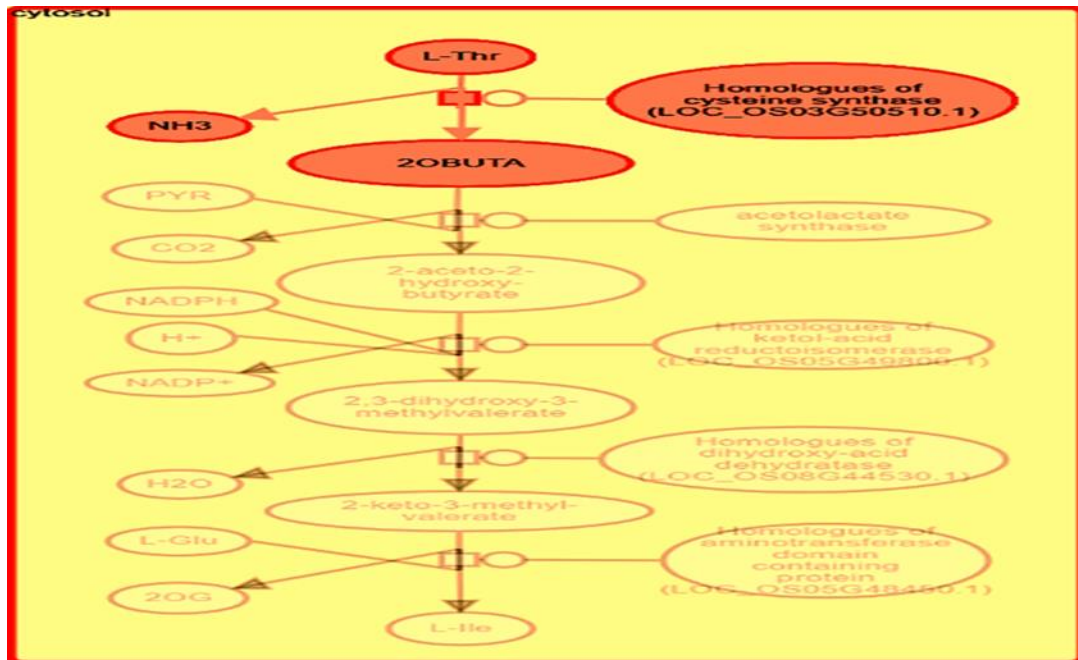 cytosol
L-Thr
Homologues of
cysteine synthase
(LOC_OS03G50510.1)
NH3
2OBUTA
PYR
acetolactate
synthase
CO2
2-aceto-2-
hydroxy-
butyrate
NADPH
H+
Homologues of
ketol-acid
reductoisomerase
(LOC_OS05G49800.1)
NADP+
2,3-dihydroxy-3-
methylvalerate
Homologues of
dihydroxy-acid
dehydratase
(LOC_OS08G44530.1)
H2O
2-keto-3-methyl-
valerate
L-Glu
Homologues of
aminotransferase
domain
containing
protein
2OG
L-Ile